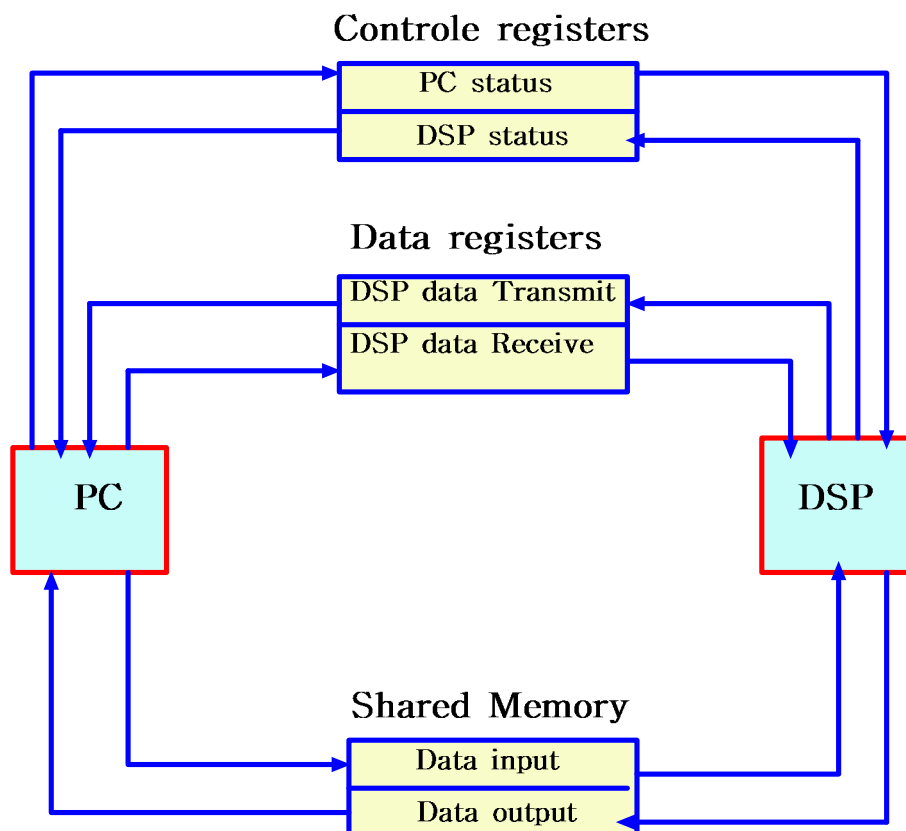 Controle registers
PC status
DSP status
Data registers
DSP data Transmit
DSP data Receive
PC
DSP
Shared Memory
Data input
Data output